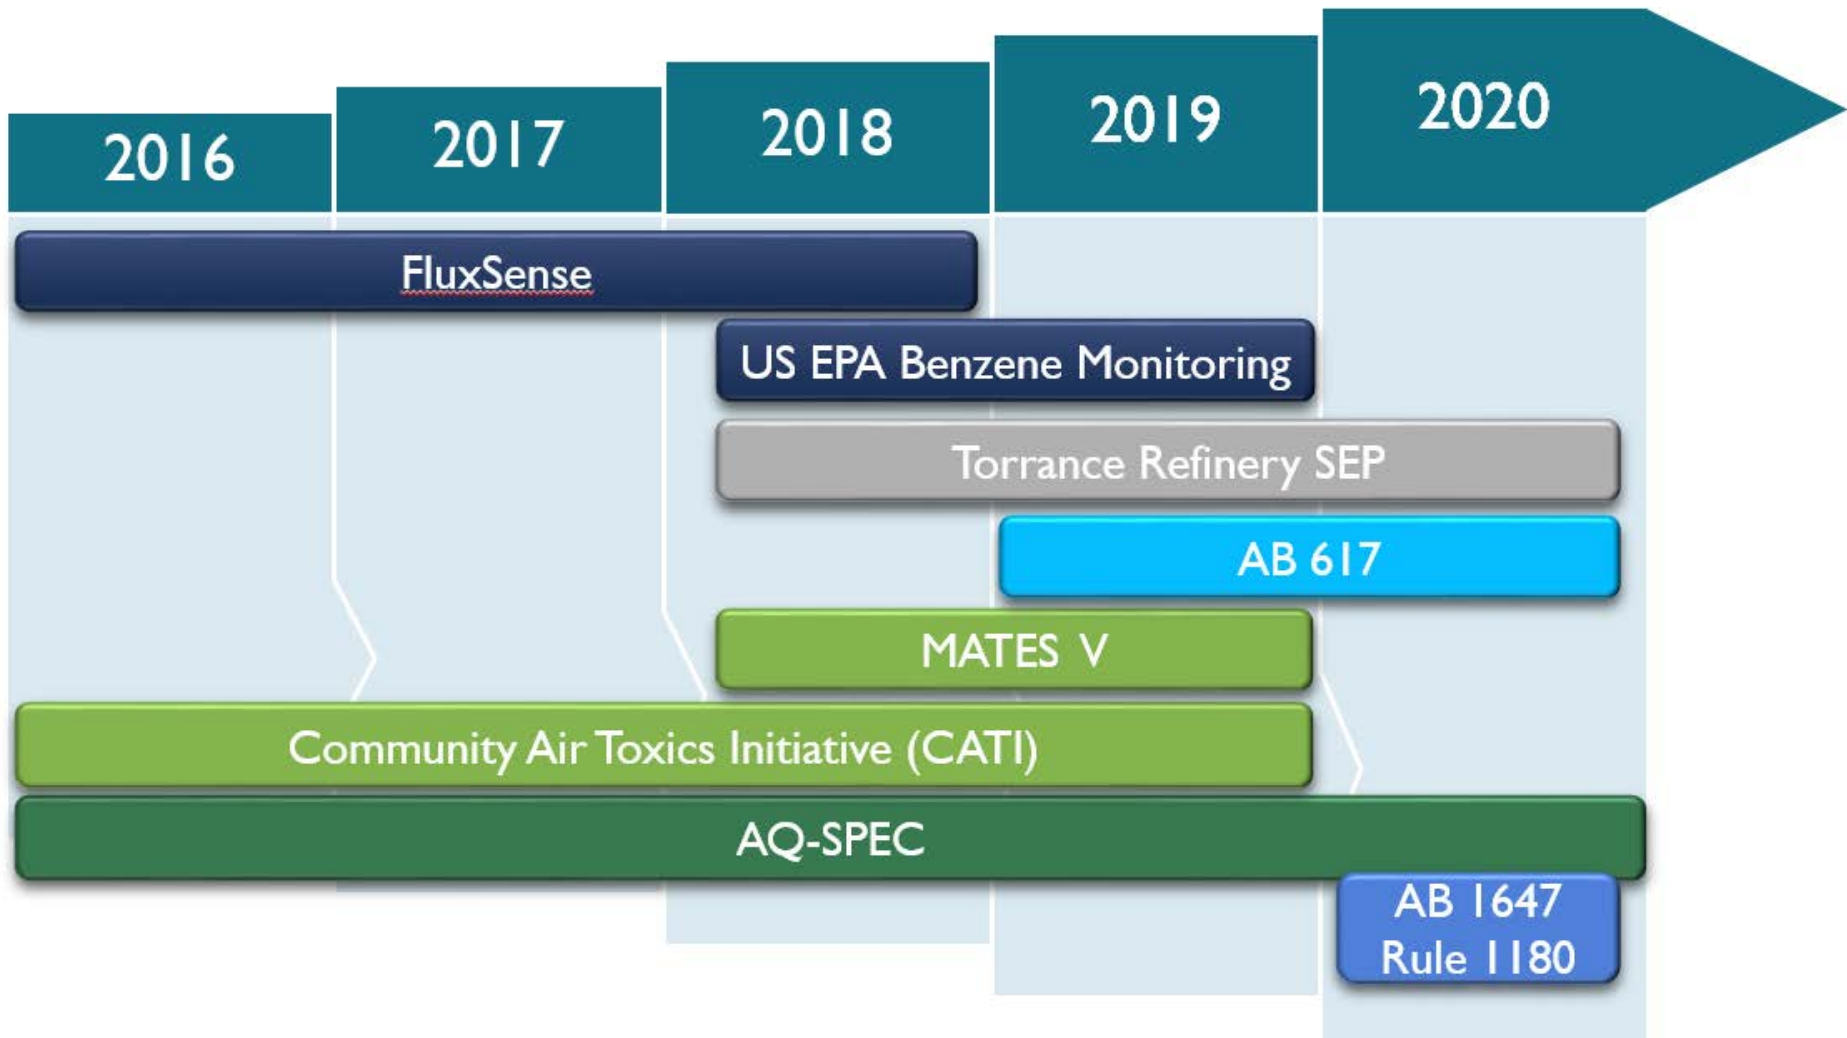 2016
2017
2018
2019
2020
FluxSense
US EPA Benzene Monitoring
Torrance Refinery SEP
AB 617
MATES V
Community Air Toxics Initiative (CATI)
AQ-SPEC
AB 1647
Rule 1180